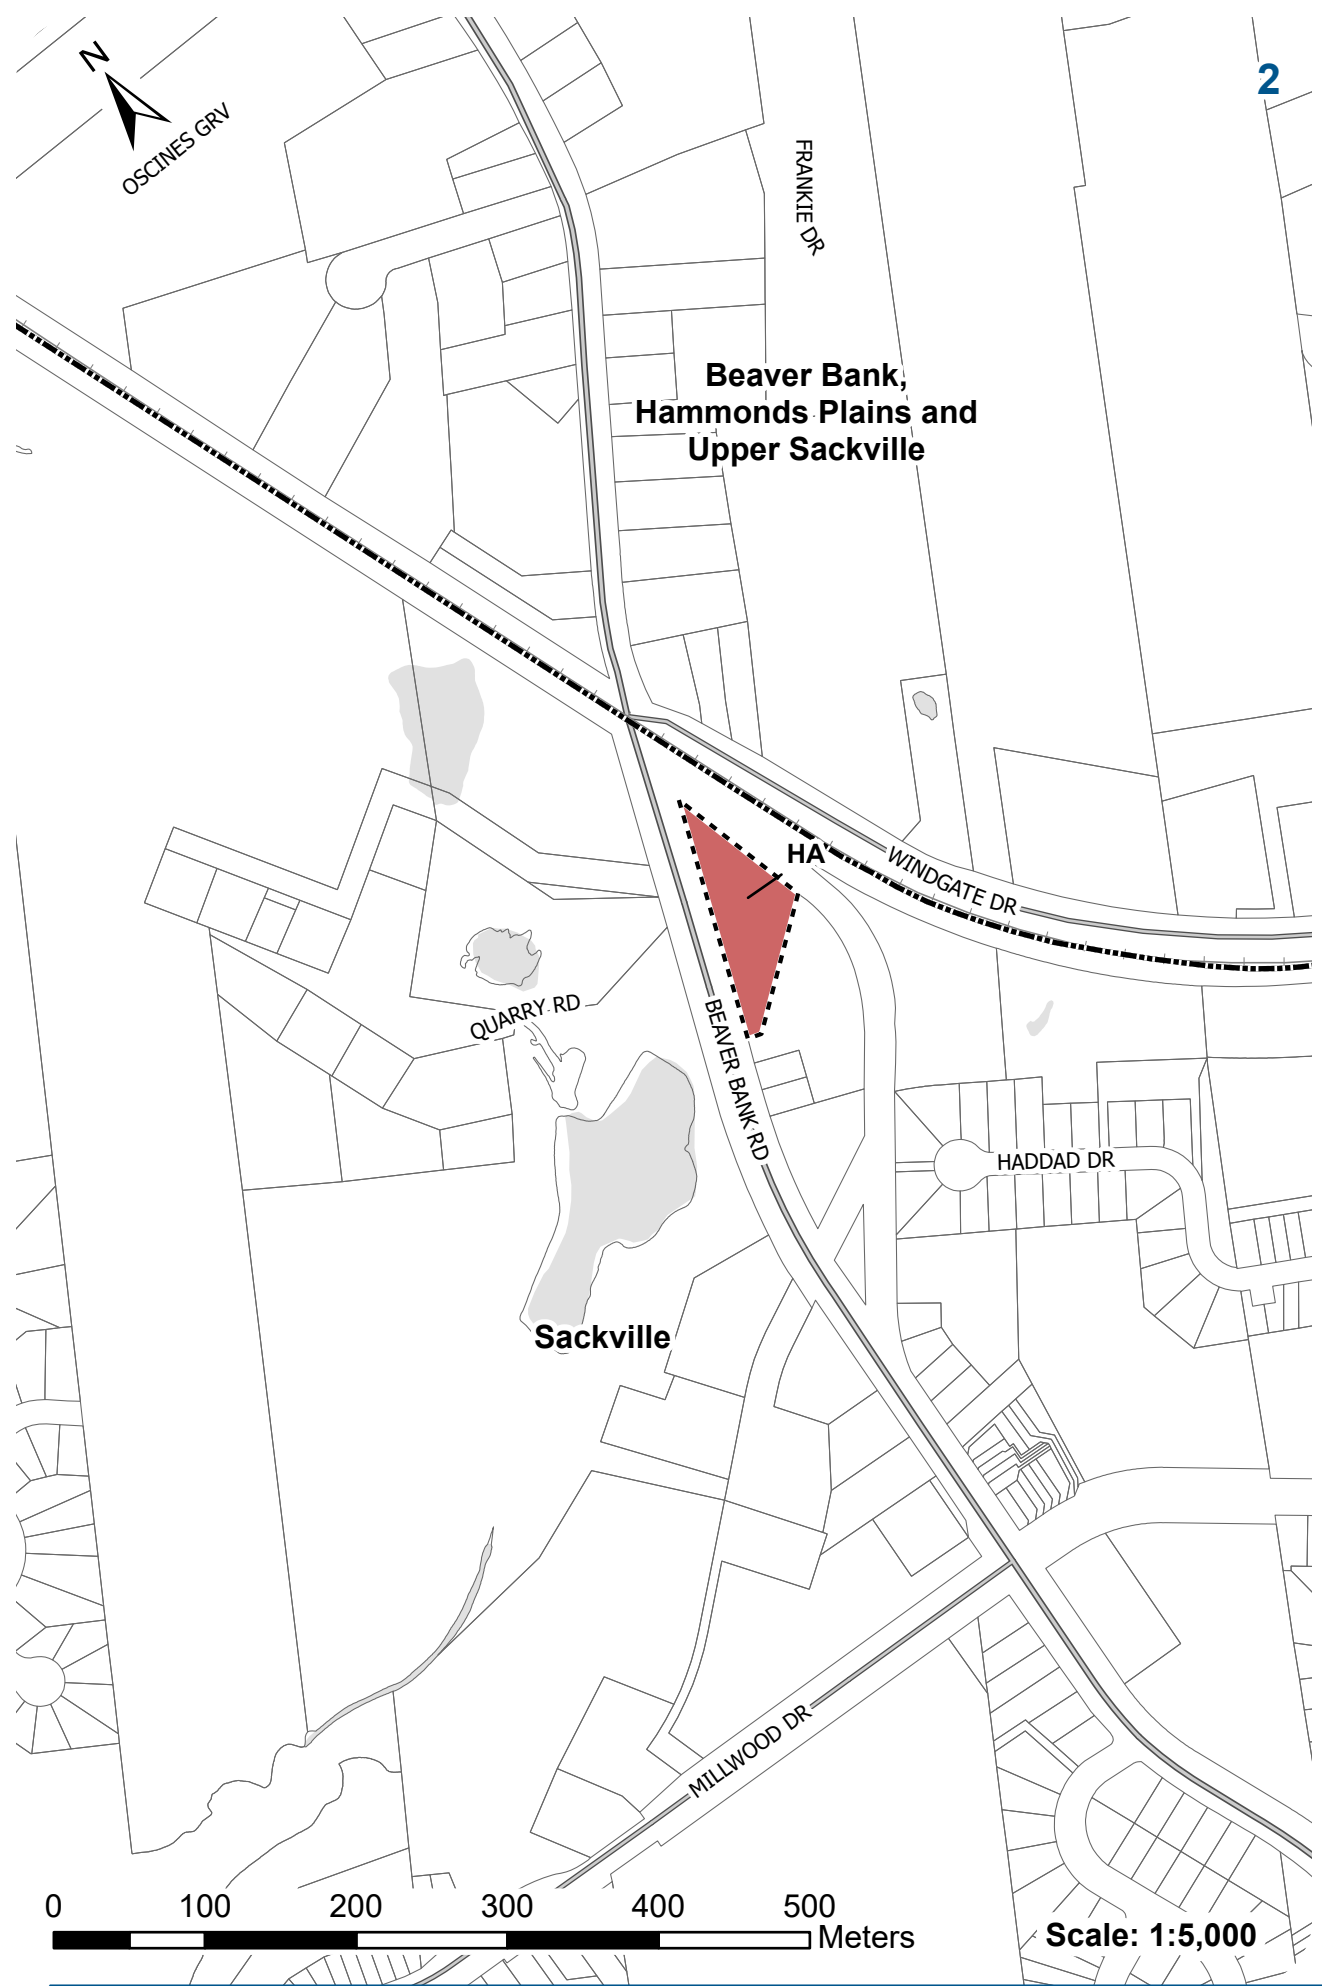 N
2
OSCINES GRV
FRANKIE DR
Beaver Bank,
Hammonds Plains and
Upper Sackville
HA
WINDGATE DR
QUARRY RD
BEAVER BANK RD
HADDAD DR
Sackville
MILLWOOD DR
0 100 200 300 400 500
Meters
Scale: 1:5,000